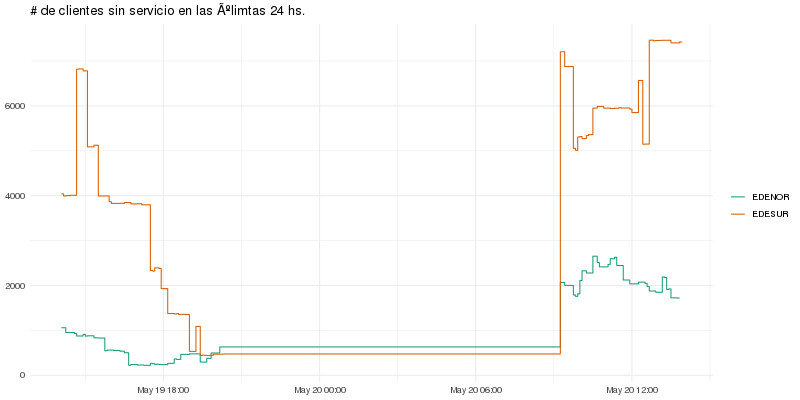 # de clientes sin servicio en las Ãºlimtas 24 hs.
6000
4000
2000
0
May 19 18:00
May 20 00:00
May 20 06:00
May 20 12:00
EDENOR
EDESUR